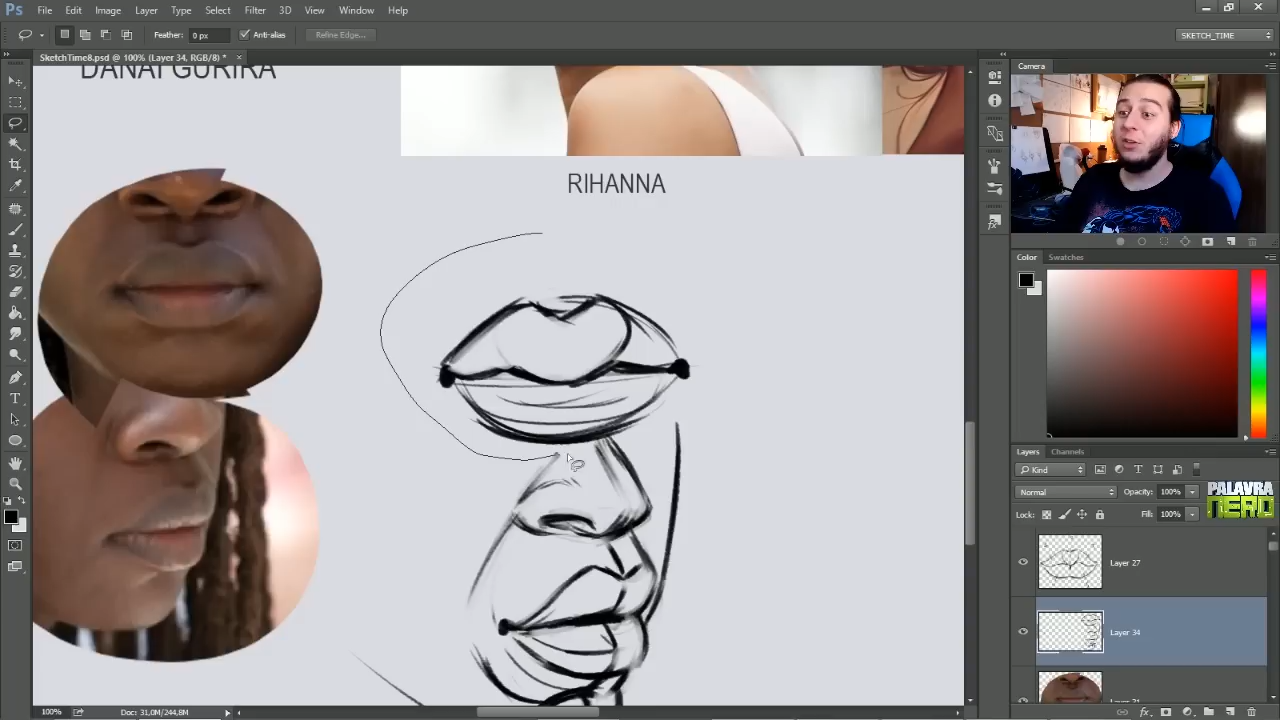 Ps File Edit Image Layer Type Select Filter 3D View Window Help
Feather: 0 px Anti-alias Refine Edge... SKETCH_TIME
SketchTime8.psd @ 100% (Layer 34, RGB/8) * ×
Camera
DANAI GURIRA
RIHANNA
Color Swatches
Layers Channels
Kind
Normal Opacity: 100%
Lock: Fill: 100%
PALAVRA
NERD
Layer 27
Layer 34
Layer 31
100% Doc: 31,0M/244,8M